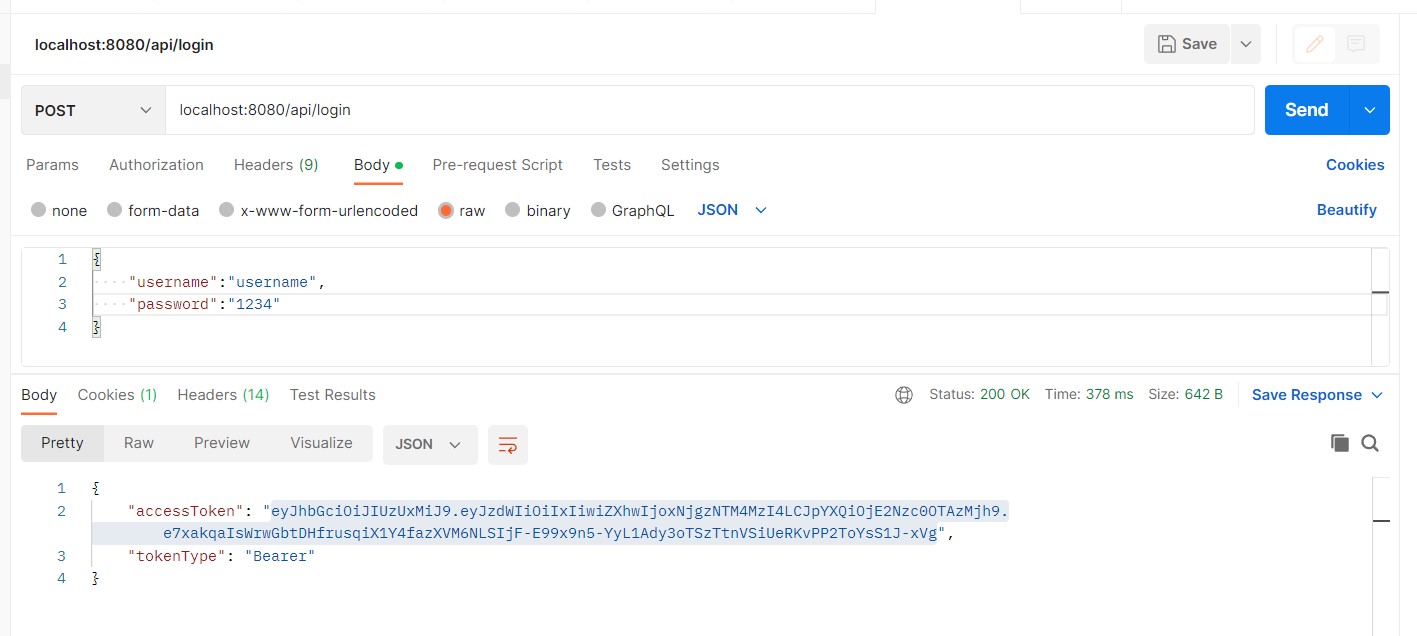 localhost:8080/api/login
Save
POST
localhost:8080/api/login
Send
Params Authorization Headers (9) Body Pre-request Script Tests Settings Cookies
none form-data x-www-form-urlencoded raw binary GraphQL JSON Beautify
1 {
2 "username":"username",
3 "password":"1234"
4 }
Body Cookies (1) Headers (14) Test Results Status: 200 OK Time: 378 ms Size: 642 B Save Response
Pretty Raw Preview Visualize JSON
1 {
2 "accessToken": "eyJhbGciOiJIUzUxMiJ9.eyJzdWIiOiIxIiwiZXhwIjoxNjgzNTM4MzI4LCJpYXQiOjE2Nzc0OTAzMjh9.
e7xakqaIsWrwGbtDHfrusqiX1Y4fazXVM6NLSIjF-E99x9n5-YyL1Ady3oTSzTtnVSiUeRKvPP2ToYsS1J-xVg",
3 "tokenType": "Bearer"
4 }